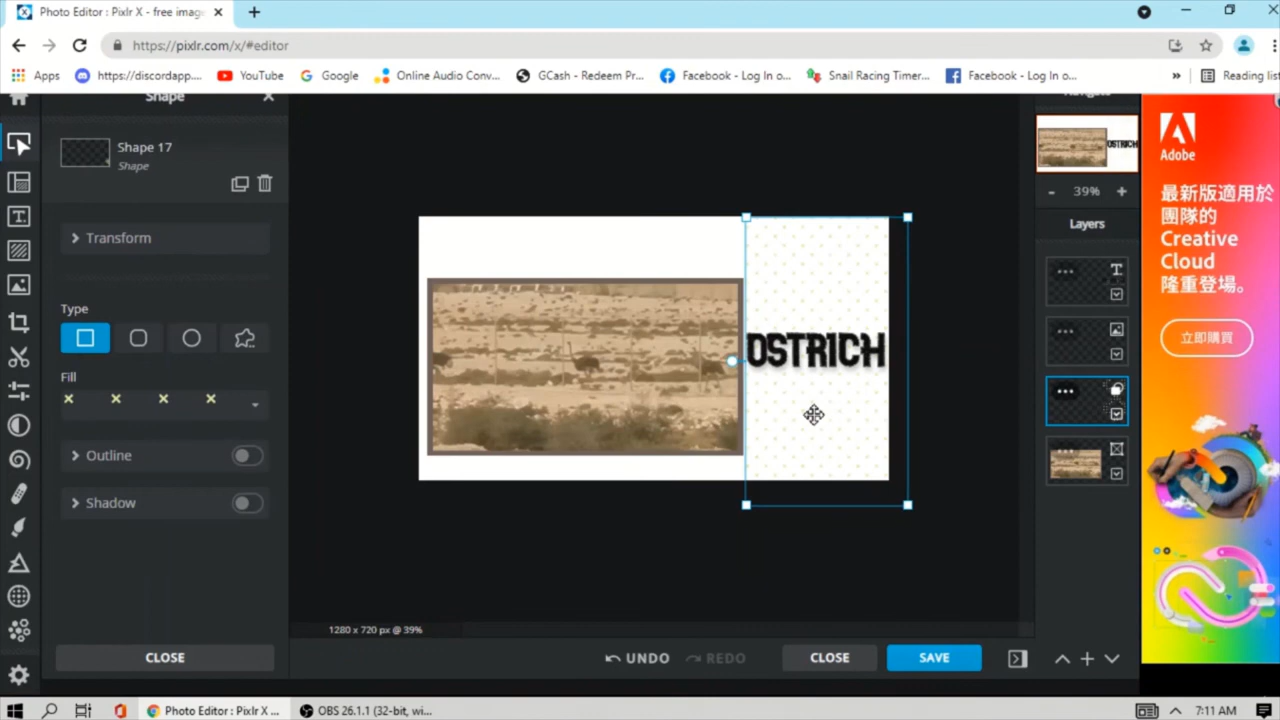 Photo Editor : Pixlr X - free imag
https://pixlr.com/x/#editor
Apps
https://discordapp....
YouTube
Google
Online Audio Conv...
GCash - Redeem Pr...
Facebook - Log In o...
Snail Racing Timer...
Facebook - Log In o...
»
Reading list
Shape
Shape 17
Shape
Transform
Type
Fill
Outline
Shadow
CLOSE
OSTRICH
1280 x 720 px @ 39%
UNDO
REDO
CLOSE
SAVE
OSTRICH
- 39% +
Layers
T
Adobe
最新版適用於
團隊的
Creative
Cloud
隆重登場。
立即購買
Photo Editor : Pixlr X ...
OBS 26.1.1 (32-bit, wi...
7:11 AM